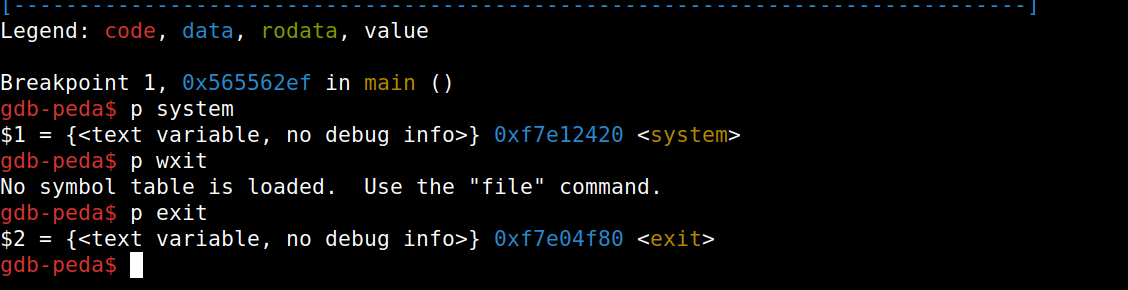 [------------------------------------------------------------------------------]
Legend: code, data, rodata, value
Breakpoint 1, 0x565562ef in main ()
gdb-peda$ p system
$1 = {<text variable, no debug info>} 0xf7e12420 <system>
gdb-peda$ p wxit
No symbol table is loaded.  Use the "file" command.
gdb-peda$ p exit
$2 = {<text variable, no debug info>} 0xf7e04f80 <exit>
gdb-peda$